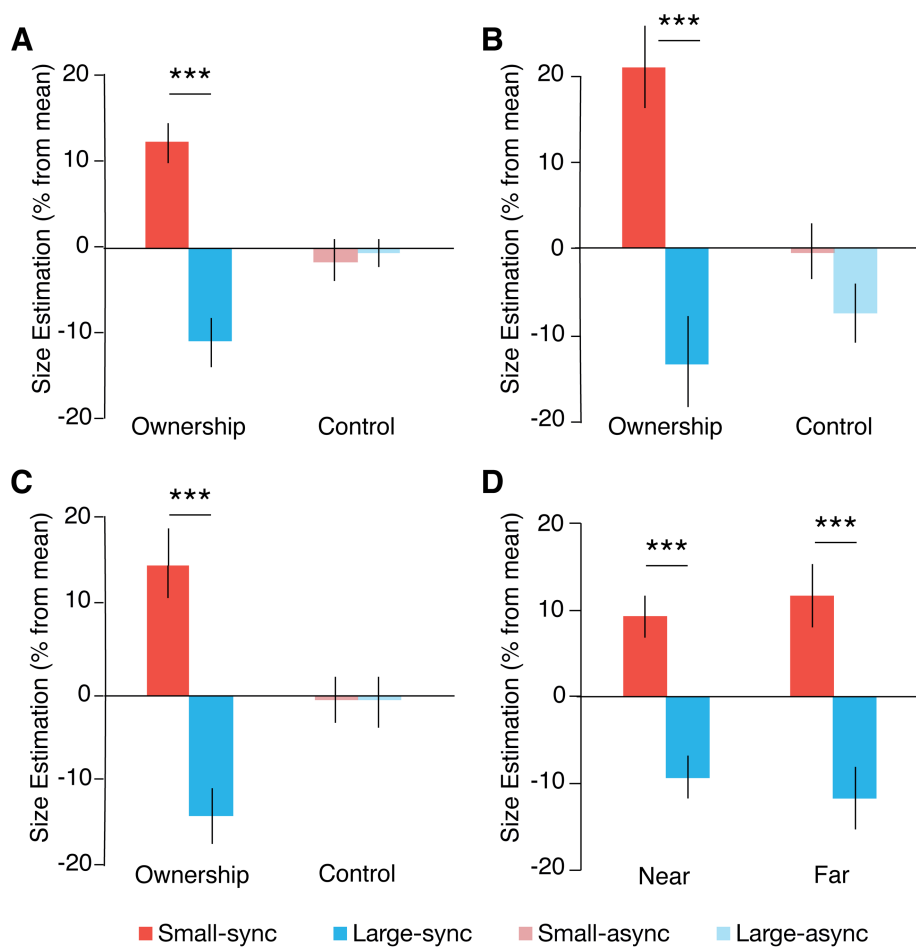 A
Size Estimation (% from mean)
20
10
0
-10
-20
***
Ownership
Control
B
Size Estimation (% from mean)
20
10
0
-10
-20
***
Ownership
Control
C
Size Estimation (% from mean)
20
10
0
-10
-20
***
Ownership
Control
D
Size Estimation (% from mean)
20
10
0
-10
-20
***
***
Near
Far
Small-sync
Large-sync
Small-async
Large-async